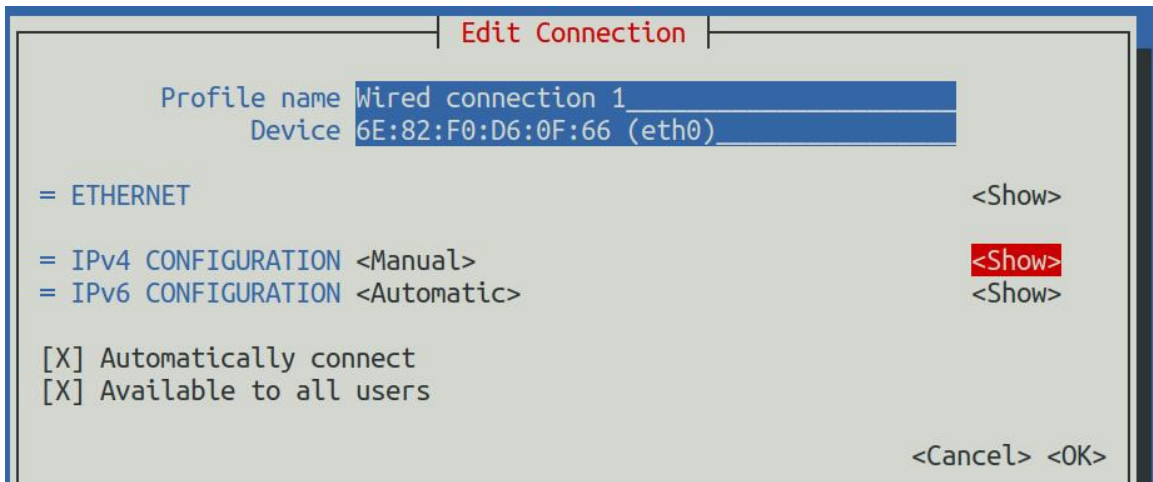 Edit Connection
Profile name Wired connection 1
Device 6E:82:F0:D6:0F:66 (eth0)
= ETHERNET <Show>
= IPv4 CONFIGURATION <Manual> <Show>
= IPv6 CONFIGURATION <Automatic> <Show>
[X] Automatically connect
[X] Available to all users
<Cancel> <OK>